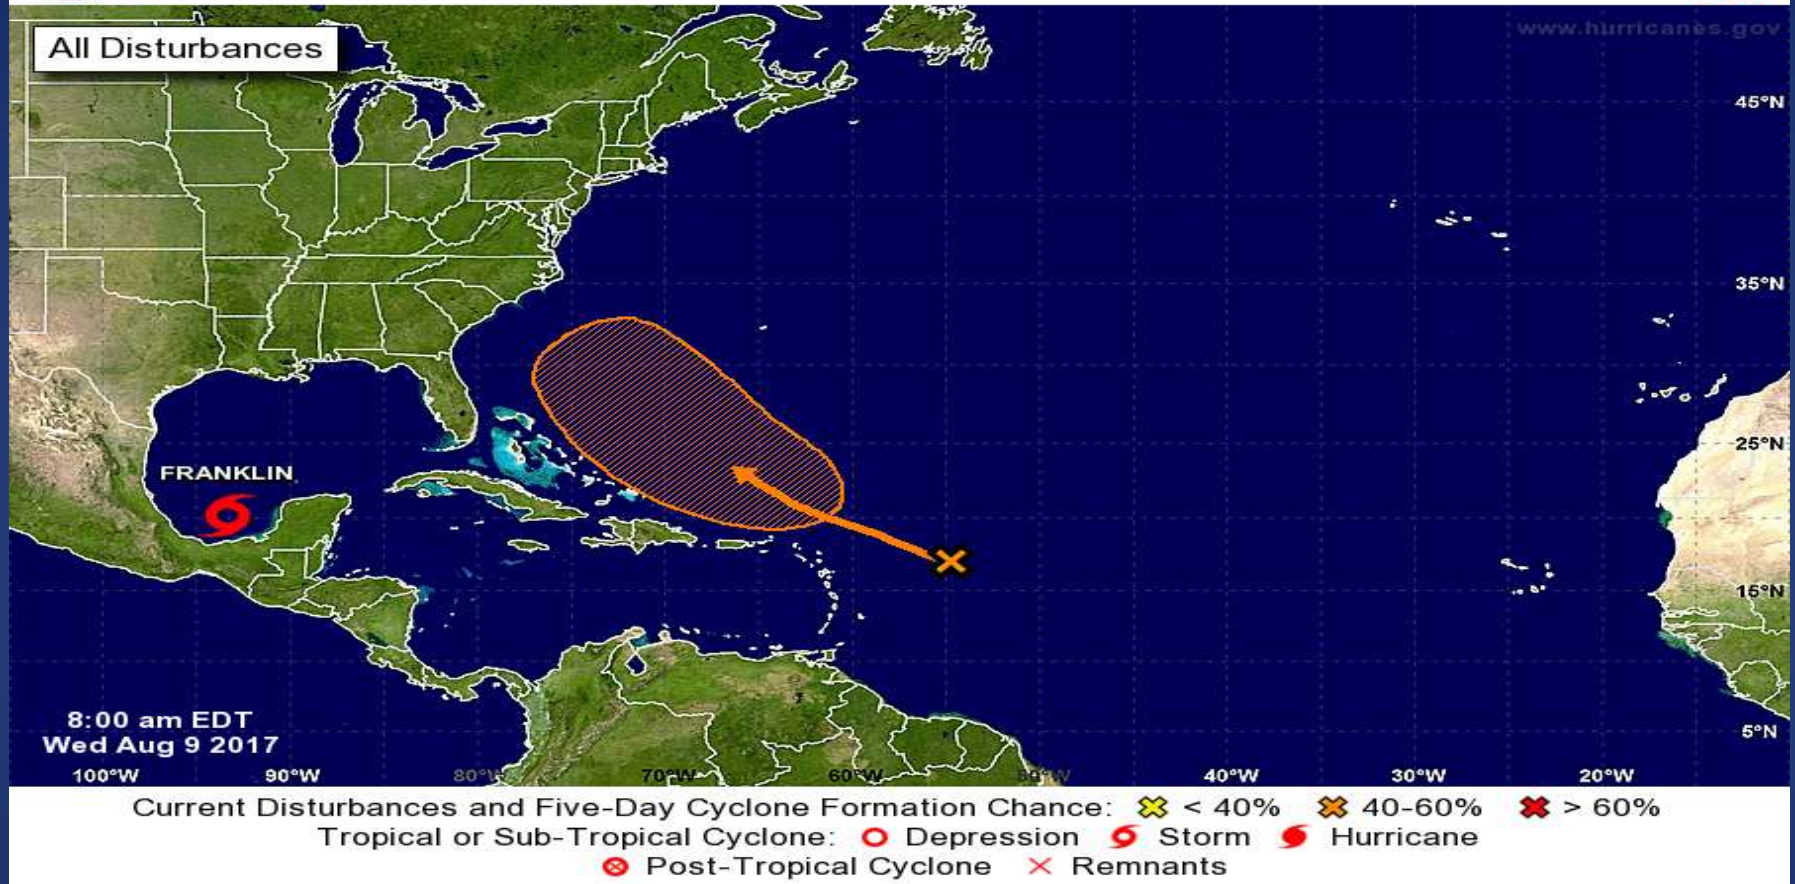 All Disturbances
www.hurricanes.gov
45°N
35°N
25°N
FRANKLIN
15°N
8:00 am EDT
Wed Aug 9 2017
5°N
100°W 90°W 80°W 70°W 60°W 50°W 40°W 30°W 20°W
Current Disturbances and Five-Day Cyclone Formation Chance: < 40% 40-60% > 60%
Tropical or Sub-Tropical Cyclone: Depression Storm Hurricane
Post-Tropical Cyclone Remnants